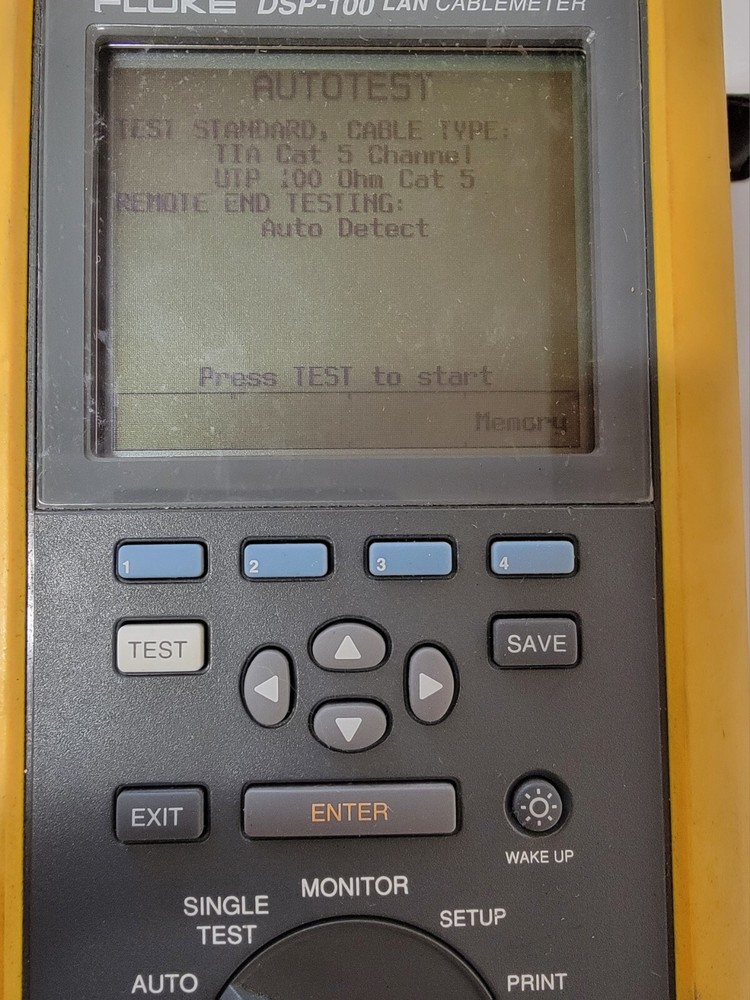 FLUKE DSP-100 LAN CABLEMETER
AUTOTEST
TEST STANDARD, CABLE TYPE:
TIA Cat 5 Channel
UTP 100 Ohm Cat 5
REMOTE END TESTING:
Auto Detect
Press TEST to start
Memory
1 2 3 4
TEST
SAVE
EXIT
ENTER
WAKE UP
MONITOR
SINGLE
TEST
SETUP
AUTO
PRINT